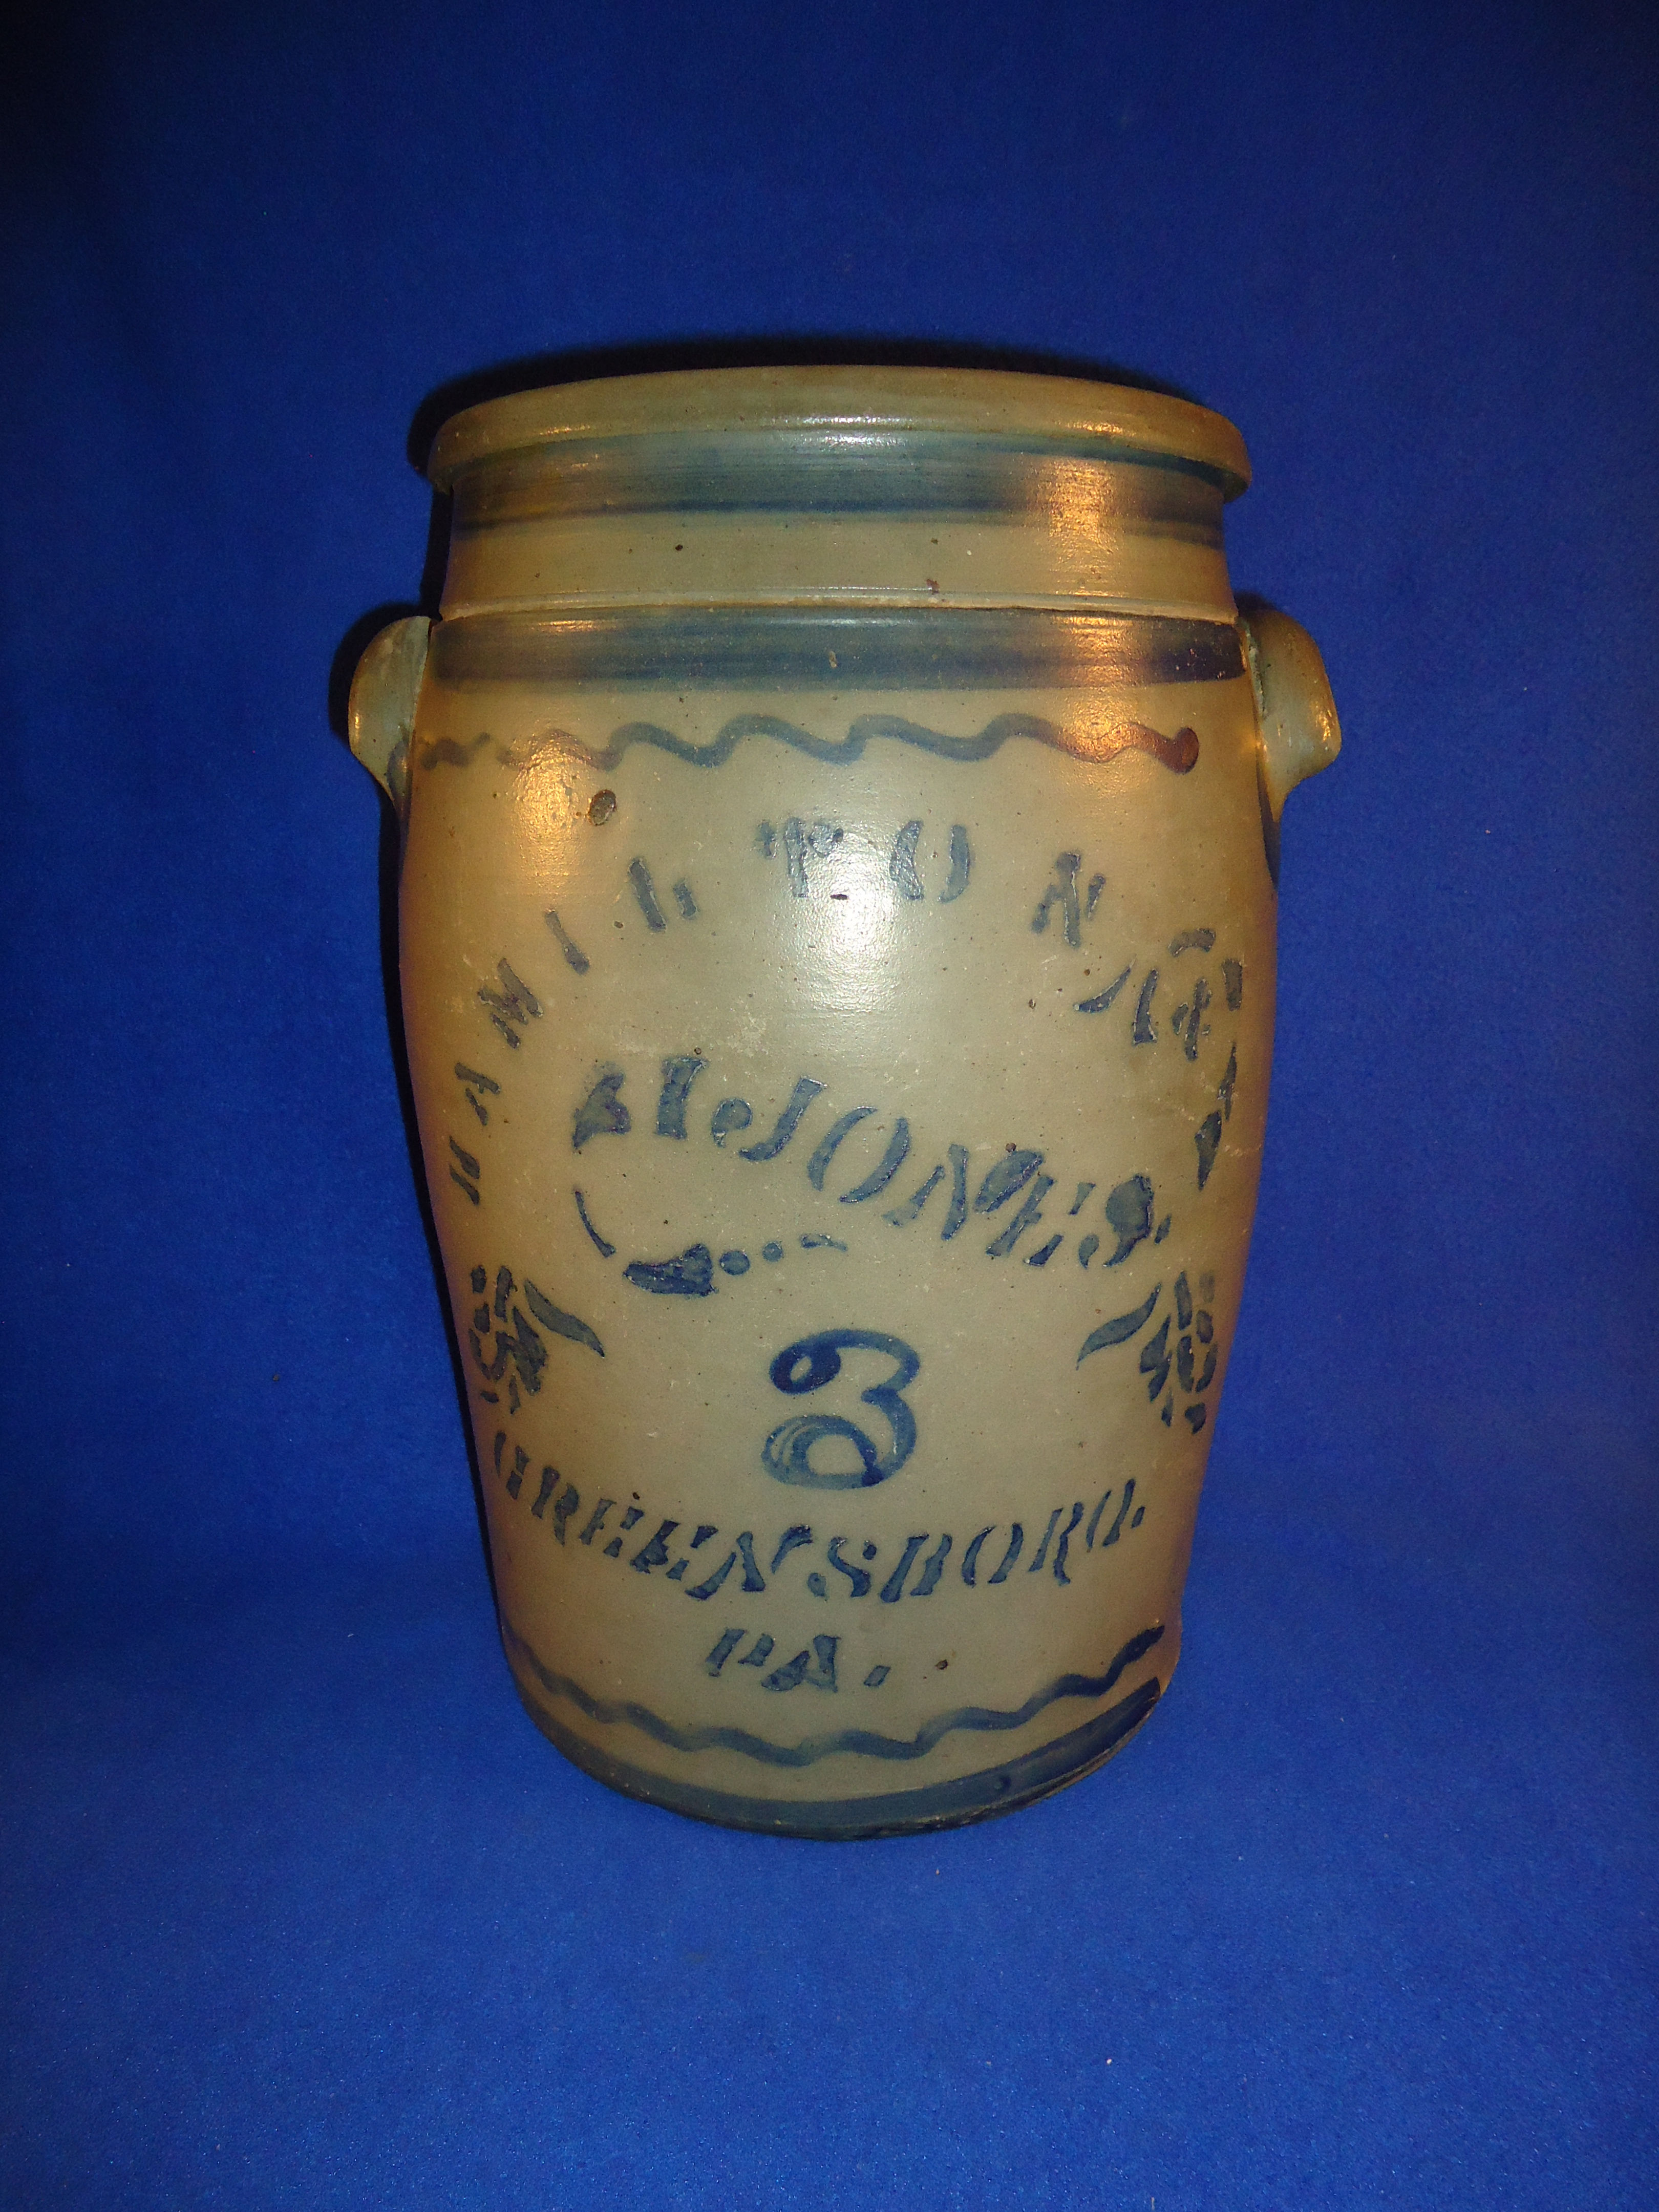 HAMILTON
& JONES.
3
GREENSBORO.
PA.